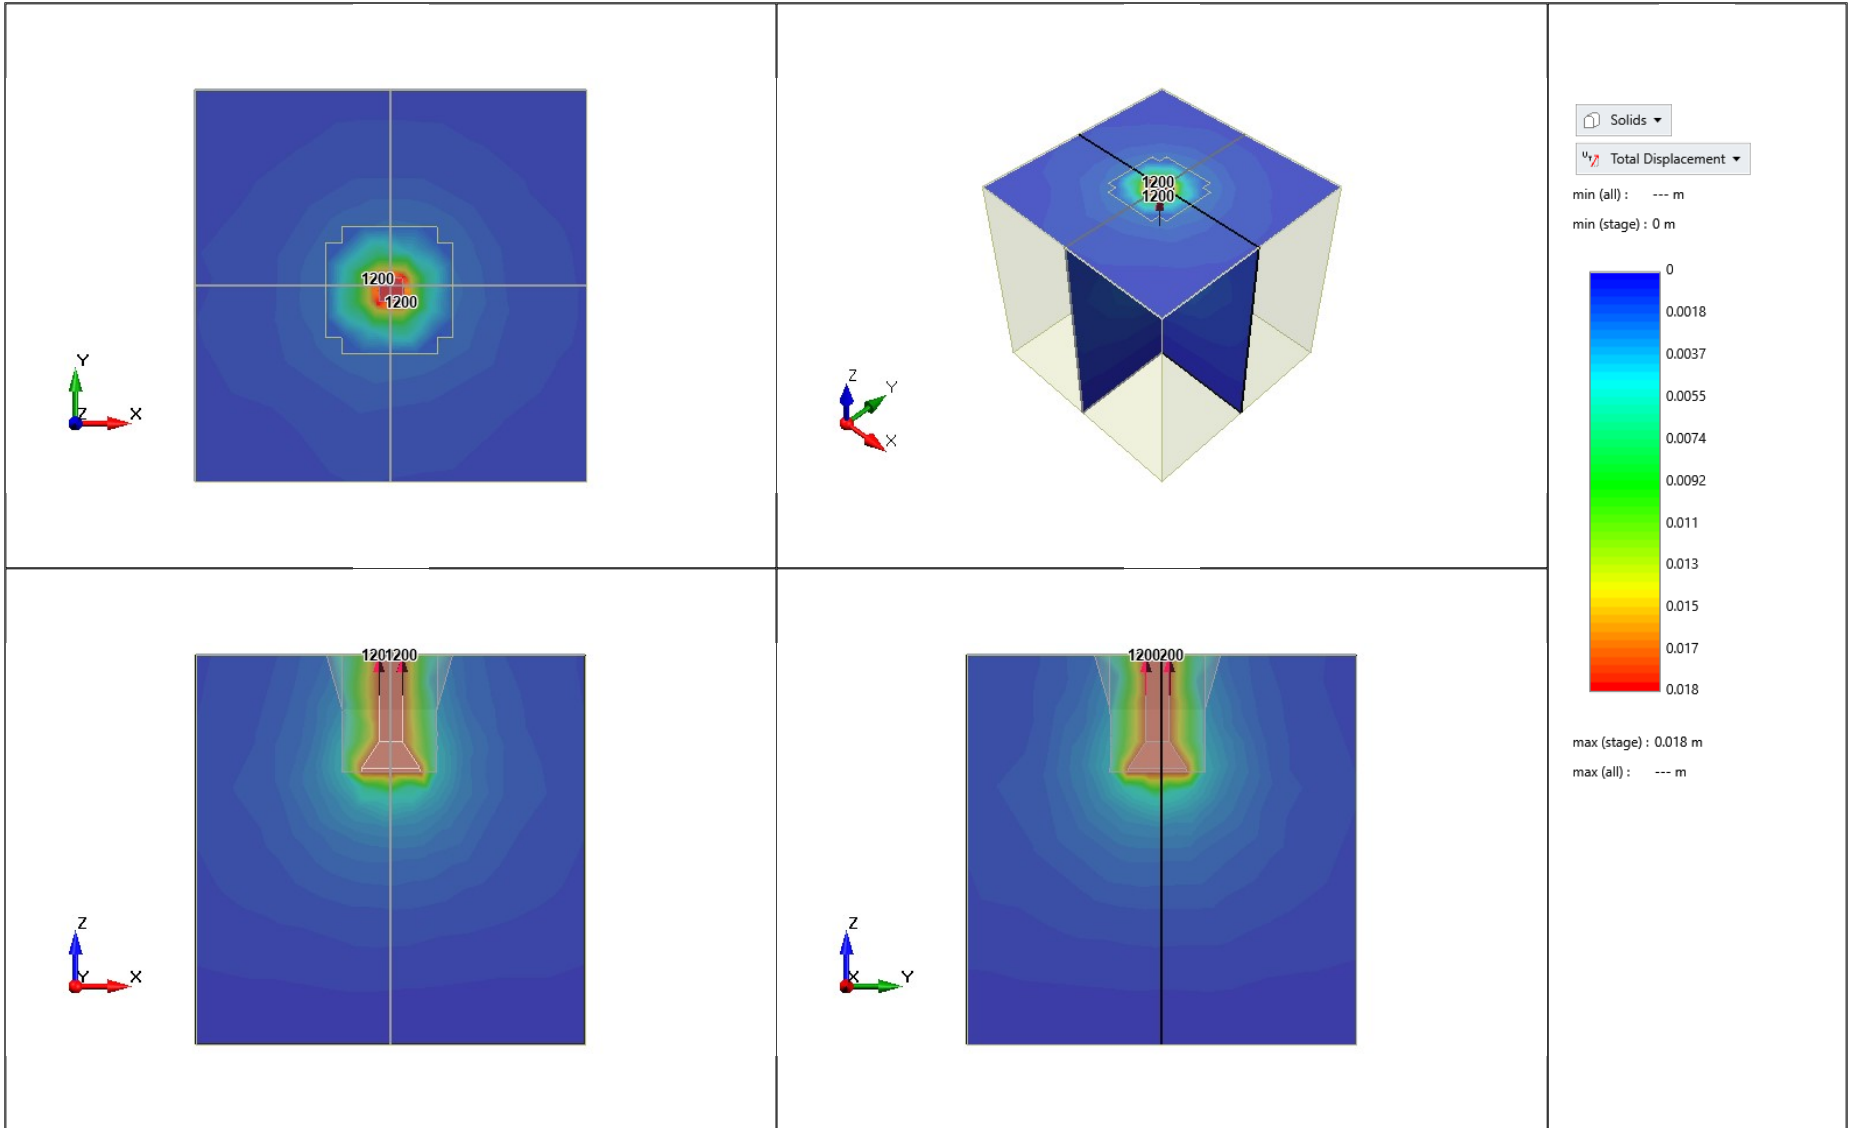 1200
1200
Y
Z
X
1200
1200
Z
Y
X
Solids
Total Displacement
min (all) : --- m
min (stage) : 0 m
0
0.0018
0.0037
0.0055
0.0074
0.0092
0.011
0.013
0.015
0.017
0.018
max (stage) : 0.018 m
max (all) : --- m
1201200
Z
Y
X
1200200
Z
X
Y